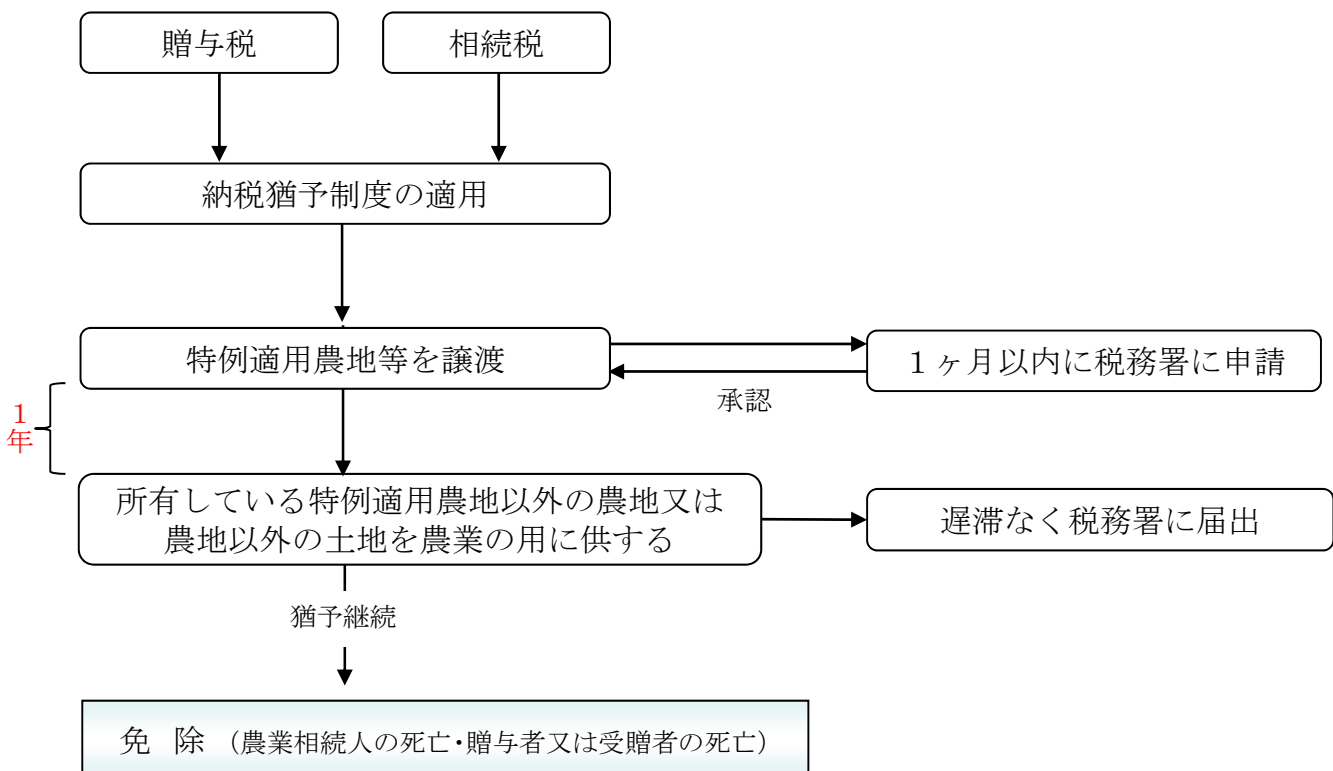 贈与税
相続税
納税猶予制度の適用
特例適用農地等を譲渡
１ヶ月以内に税務署に申請
承認
１年
所有している特例適用農地以外の農地又は
農地以外の土地を農業の用に供する
遅滞なく税務署に届出
猶予継続
免 除 （農業相続人の死亡・贈与者又は受贈者の死亡）